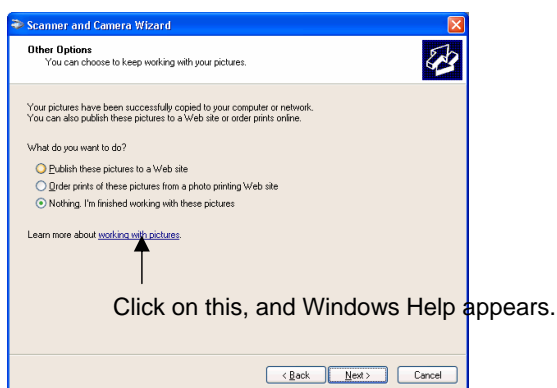 Scanner and Camera Wizard
Other Options
You can choose to keep working with your pictures.
Your pictures have been successfully copied to your computer or network.
You can also publish these pictures to a Web site or order prints online.
What do you want to do?
Publish these pictures to a Web site
Order prints of these pictures from a photo printing Web site
Nothing. I'm finished working with these pictures
Learn more about working with pictures.
Click on this, and Windows Help appears.
< Back Next > Cancel